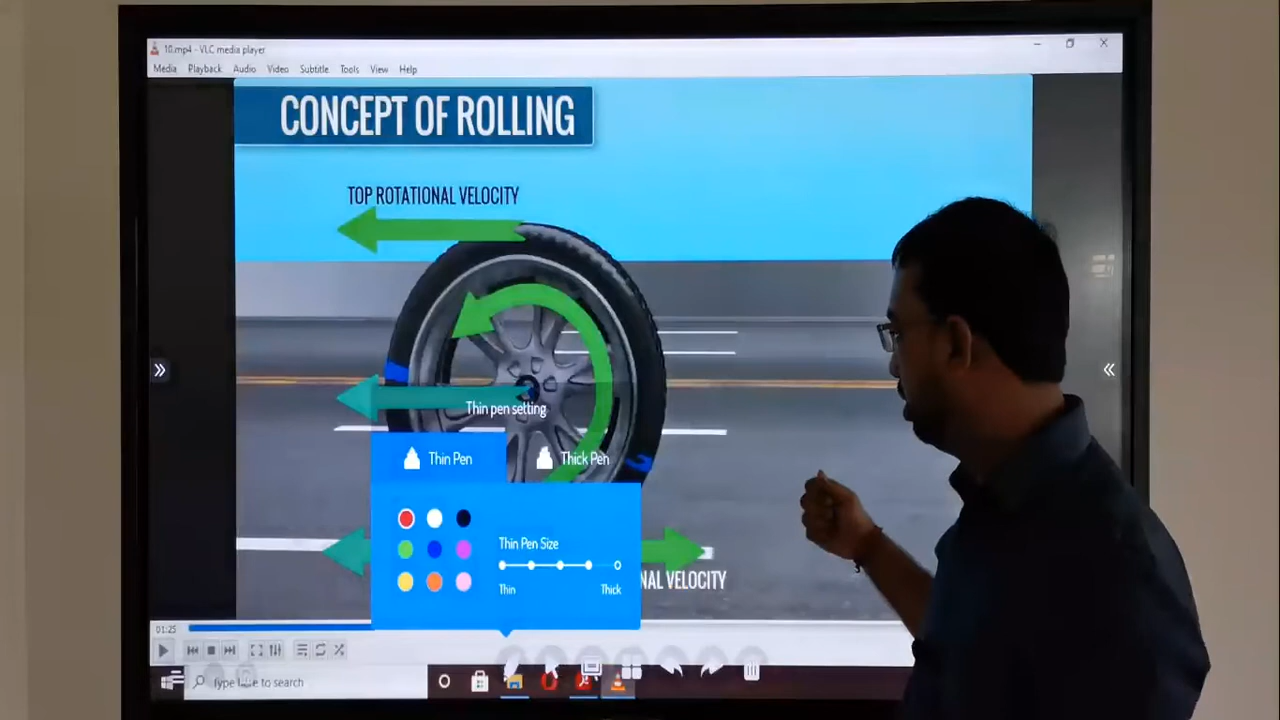 10.mp4 - VLC media player
Media Playback Audio Video Subtitle Tools View Help
CONCEPT OF ROLLING
TOP ROTATIONAL VELOCITY
Thin pen setting
Thin Pen
Thick Pen
Thin Pen Size
Thin
Thick
NAL VELOCITY
01:25
Type here to search